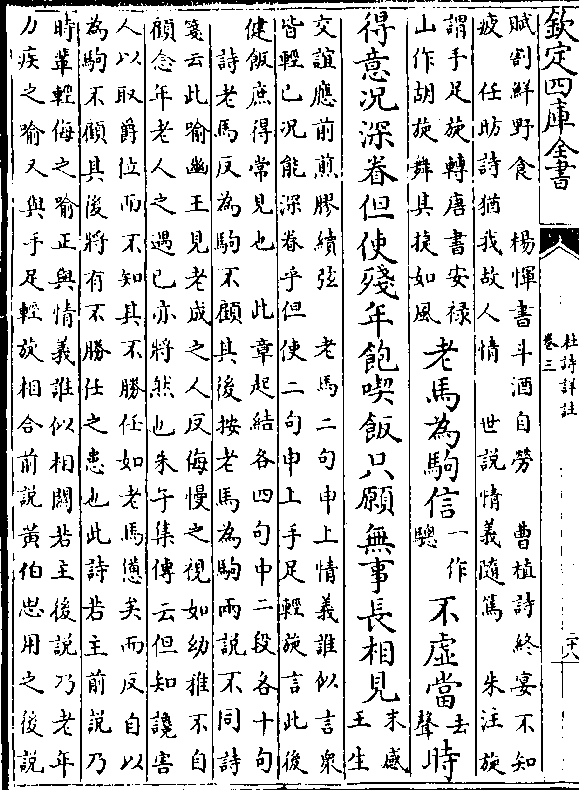 欽定四庫全書
杜詩詳註
卷三
二十八
賦割鮮野食　楊惲書斗酒自勞　曹植詩終宴不知
疲　任昉詩猶我故人情　世說情義隨篤　朱注旋
謂手足旋轉唐書安禄
山作胡旋舞其捷如風
老馬為駒信
一作
驄
不虛當
去
聲
時
得意况深眷但使殘年飽喫飯只願無事長相見
末感
王生
交誼應前煎膠續弦　老馬二句申上情義誰似言衆
皆輕已况能深眷乎但使二句申上手足輕旋言此後
健飯庶得常見也　此章起結各四句中二段各十句
詩老馬反為駒不顧其後按老馬為駒兩說不同詩
箋云此喻幽王見老成之人反侮慢之視如幼稚不自
顧念年老人之遇已亦將然也朱子集傳云但知讒害
人以取爵位而不知其不勝任如老馬憊矣而反自以
為駒不顧其後將有不勝任之患也此詩若主前說乃
時輩輕侮之喻正與情義誰似相關若主後說乃老年
力疾之喻又與手足輕旋相合前說黃伯思用之後說